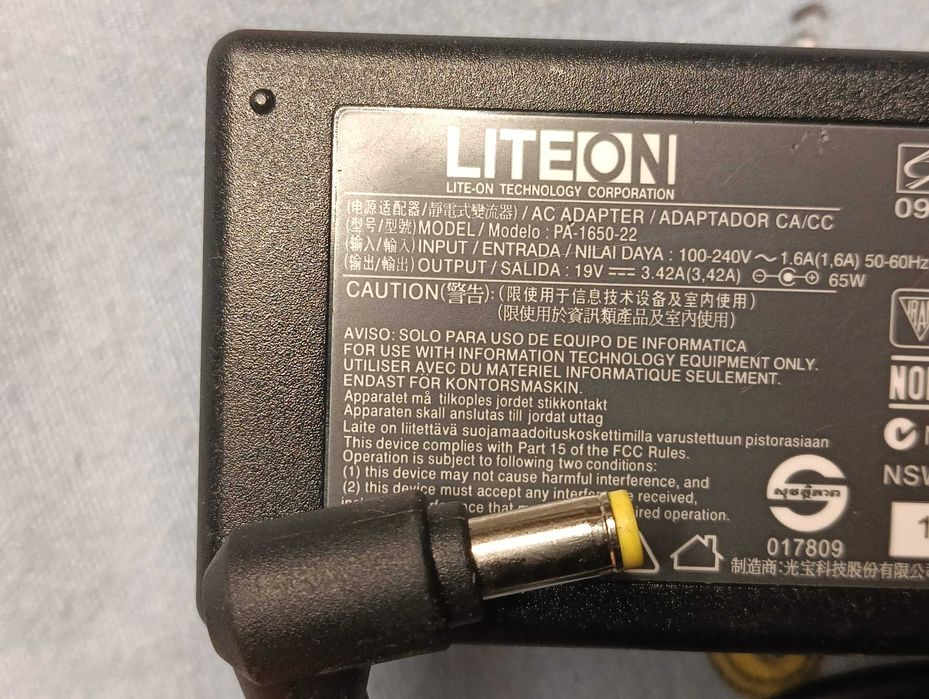 LITEON
LITE-ON TECHNOLOGY CORPORATION
(电源适配器/靜電式變流器) / AC ADAPTER / ADAPTADOR CA/CC
(型号/型號) MODEL / Modelo : PA-1650-22
(输入/輸入) INPUT / ENTRADA / NILAI DAYA : 100-240V ~ 1.6A(1,6A) 50-60Hz
(输出/輸出) OUTPUT / SALIDA : 19V ⎓ 3.42A(3,42A) 65W
CAUTION(警告): (限使用于信息技术设备及室内使用)
(限使用於資訊類產品及室內使用)
AVISO: SOLO PARA USO DE EQUIPO DE INFORMATICA
FOR USE WITH INFORMATION TECHNOLOGY EQUIPMENT ONLY.
UTILISER AVEC DU MATERIEL INFORMATIQUE SEULEMENT.
ENDAST FÖR KONTORSMASKIN.
Apparatet må tilkoples jordet stikkontakt
Apparaten skall anslutas till jordat uttag
Laite on liitettävä suojamaadoituskoskettimilla varustettuun pistorasiaan
This device complies with Part 15 of the FCC Rules.
Operation is subject to following two conditions:
(1) this device may not cause harmful interference, and
(2) this device must accept any received,
operation.
017809
制造商:光宝科技股份有限公
09
NSW